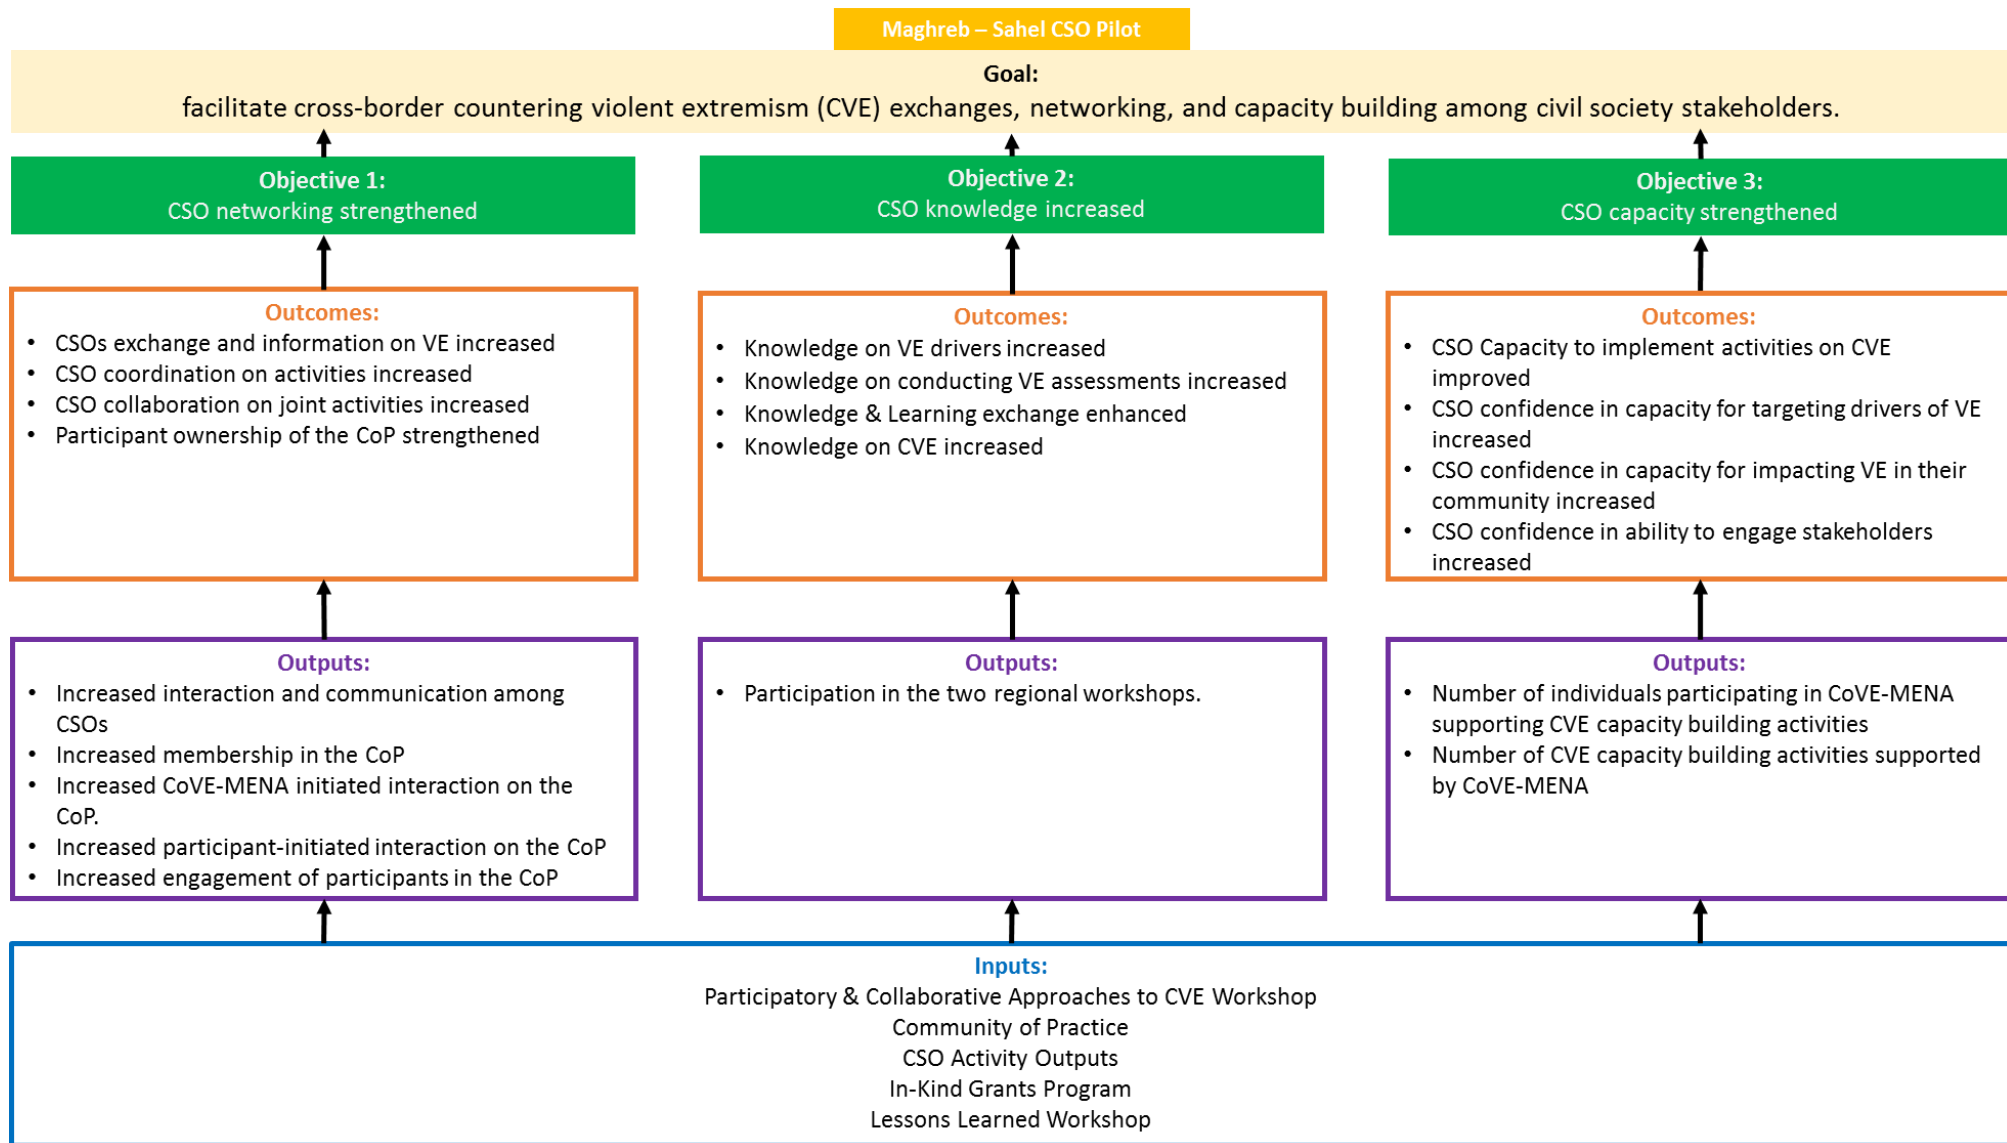 Maghreb – Sahel CSO Pilot
Goal:
facilitate cross-border countering violent extremism (CVE) exchanges, networking, and capacity building among civil society stakeholders.
Objective 1:
CSO networking strengthened
Objective 2:
CSO knowledge increased
Objective 3:
CSO capacity strengthened
Outcomes:
• CSOs exchange and information on VE increased
• CSO coordination on activities increased
• CSO collaboration on joint activities increased
• Participant ownership of the CoP strengthened
Outcomes:
• Knowledge on VE drivers increased
• Knowledge on conducting VE assessments increased
• Knowledge & Learning exchange enhanced
• Knowledge on CVE increased
Outcomes:
• CSO Capacity to implement activities on CVE
improved
• CSO confidence in capacity for targeting drivers of VE
increased
• CSO confidence in capacity for impacting VE in their
community increased
• CSO confidence in ability to engage stakeholders
increased
Outputs:
• Increased interaction and communication among
CSOs
• Increased membership in the CoP
• Increased CoVE-MENA initiated interaction on the
CoP.
• Increased participant-initiated interaction on the CoP
• Increased engagement of participants in the CoP
Outputs:
• Participation in the two regional workshops.
Outputs:
• Number of individuals participating in CoVE-MENA
supporting CVE capacity building activities
• Number of CVE capacity building activities supported
by CoVE-MENA
Inputs:
Participatory & Collaborative Approaches to CVE Workshop
Community of Practice
CSO Activity Outputs
In-Kind Grants Program
Lessons Learned Workshop